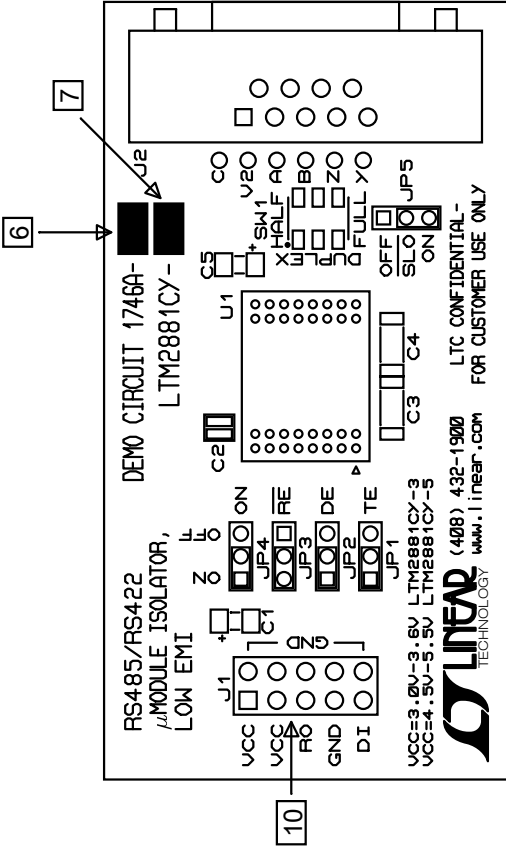 6
7
10
RS485/RS422
μMODULE ISOLATOR,
LOW EMI
DEMO CIRCUIT 1746A-
LTM2881CY-
J2
J1
VCC
VCC
RO
GND
DI
GND
C1
+
N
FF
ON
JP4
RE
JP3
DE
JP2
TE
JP1
C2
U1
C3
C4
C5
+
SW1
HALF
DUPLEX
FULL
C
V2
A
B
Z
Y
JP5
OFF
SLO
ON
VCC=3.0V-3.6V LTM2881CY-3
VCC=4.5V-5.5V LTM2881CY-5
LINEAR
TECHNOLOGY
(408) 432-1900
www.linear.com
LTC CONFIDENTIAL-
FOR CUSTOMER USE ONLY